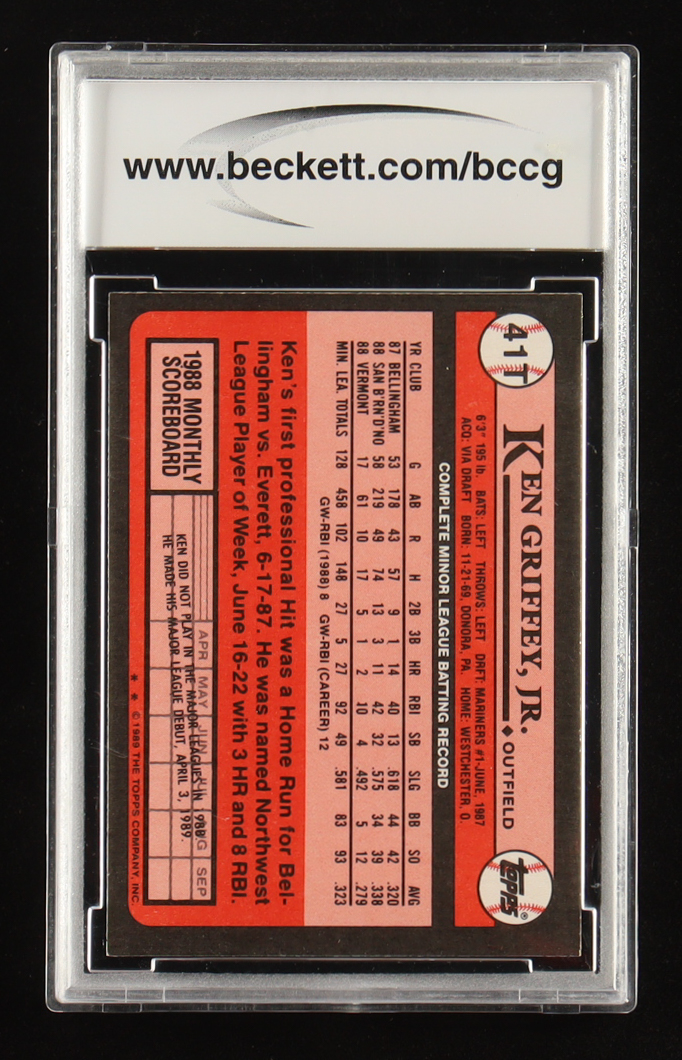 www.beckett.com/bccg
41T
KEN GRIFFEY, JR. ♦ OUTFIELD
topps®
6'3" 195 lb. BATS: LEFT THROWS: LEFT DRFT: MARINERS #1-JUNE, 1987
ACQ: VIA DRAFT BORN: 11-21-69, DONORA, PA. HOME: WESTCHESTER, O.
COMPLETE MINOR LEAGUE BATTING RECORD
YR CLUB G AB R H 2B 3B HR RBI SB SLG BB SO AVG
87 BELLINGHAM 53 178 43 57 9 1 14 40 13 .618 44 42 .320
88 SAN B'RN'D'NO 58 219 49 74 13 3 11 42 32 .575 34 39 .338
88 VERMONT 17 61 10 17 5 1 2 10 4 .492 5 12 .279
MIN. LEA. TOTALS 128 458 102 148 27 5 27 92 49 .581 83 93 .323
GW-RBI (1988) 8 GW-RBI (CAREER) 12
Ken's first professional Hit was a Home Run for Bel-
lingham vs. Everett, 6-17-87. He was named Northwest
League Player of Week, June 16-22 with 3 HR and 8 RBI.
1988 MONTHLY
SCOREBOARD
APR MAY JUN JUL AUG SEP
KEN DID NOT PLAY IN THE MAJOR LEAGUES IN 1988.
HE MADE HIS MAJOR LEAGUE DEBUT, APRIL 3, 1989.
* * © 1989 THE TOPPS COMPANY, INC.